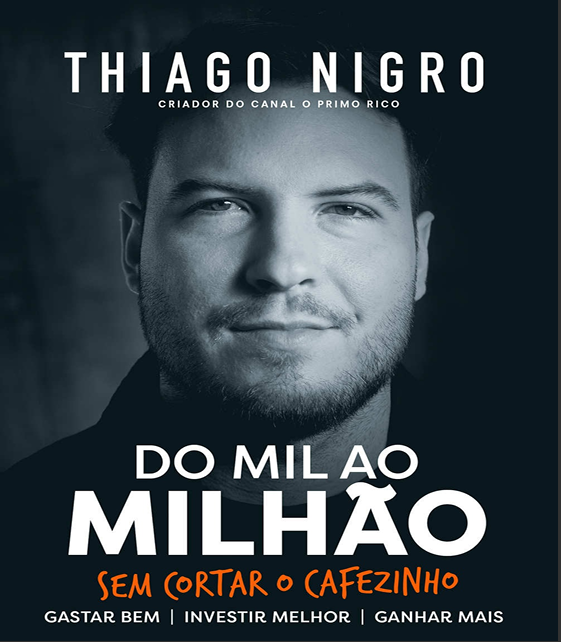 THIAGO NIGRO
CRIADOR DO CANAL O PRIMO RICO
DO MIL AO
MILHÃO
SEM CORTAR O CAFEZINHO
GASTAR BEM | INVESTIR MELHOR | GANHAR MAIS